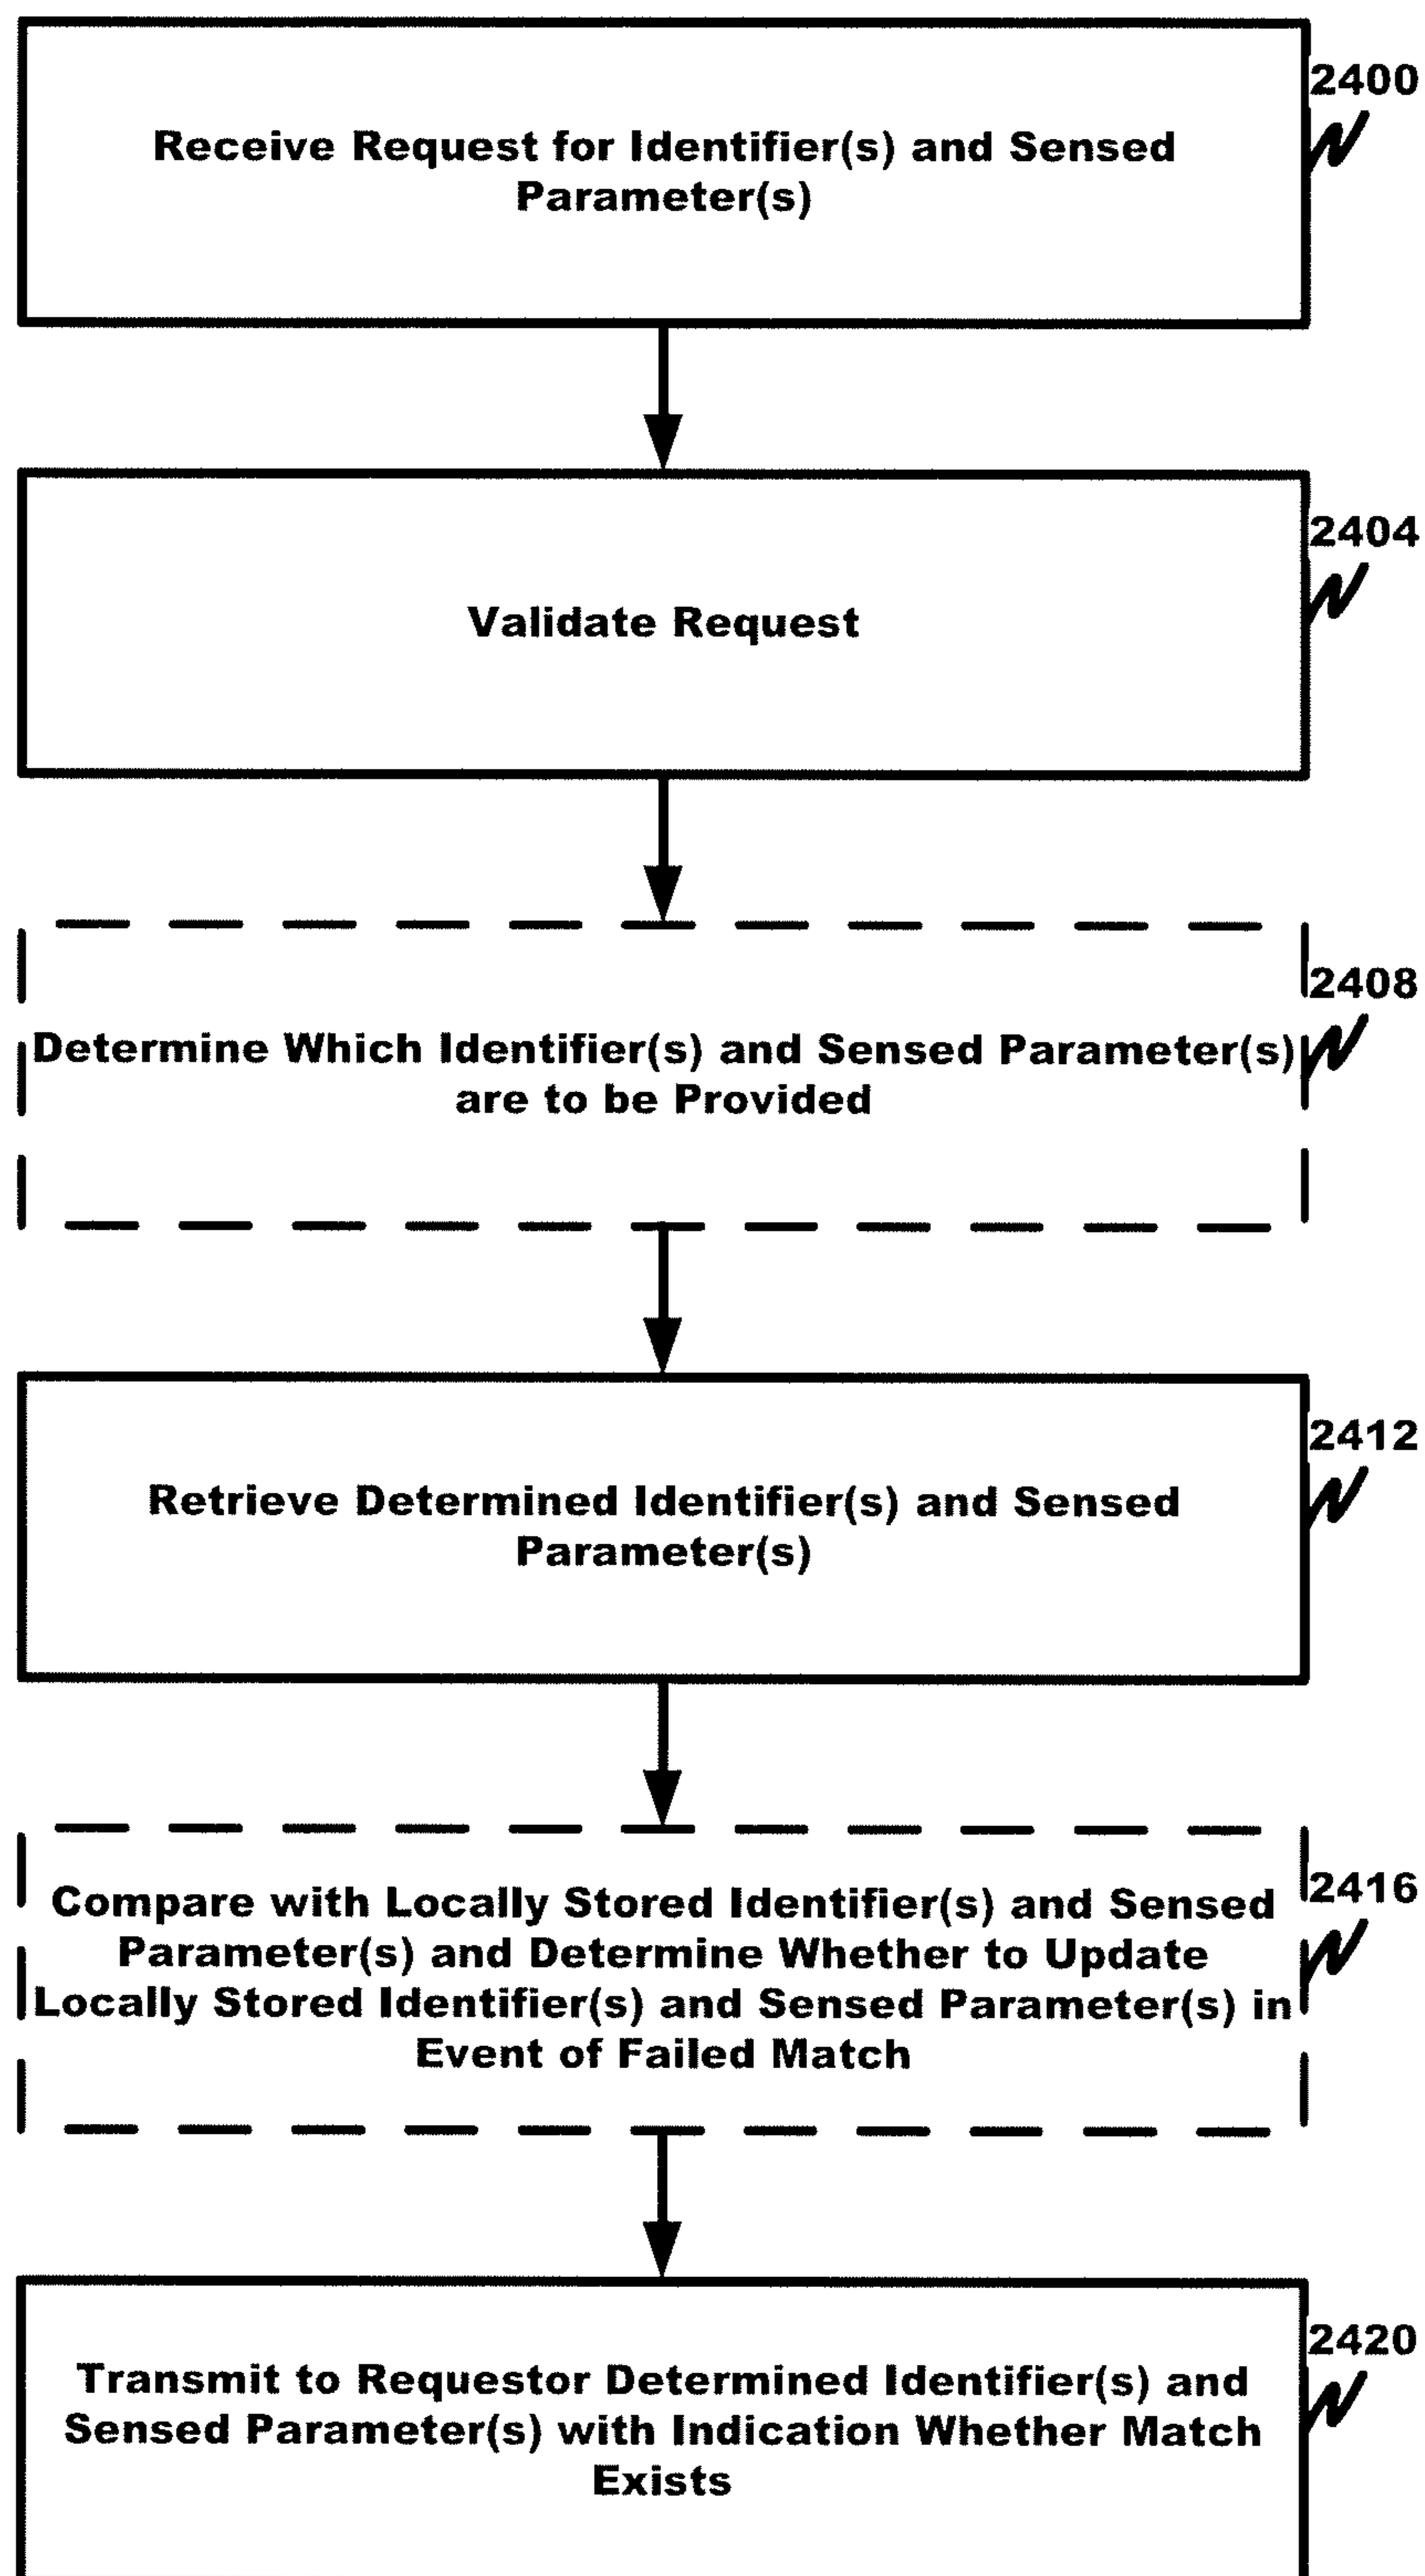 2400
Receive Request for Identifier(s) and Sensed
Parameter(s)
2404
Validate Request
2408
Determine Which Identifier(s) and Sensed Parameter(s)
are to be Provided
2412
Retrieve Determined Identifier(s) and Sensed
Parameter(s)
2416
Compare with Locally Stored Identifier(s) and Sensed
Parameter(s) and Determine Whether to Update
Locally Stored Identifier(s) and Sensed Parameter(s) in
Event of Failed Match
2420
Transmit to Requestor Determined Identifier(s) and
Sensed Parameter(s) with Indication Whether Match
Exists